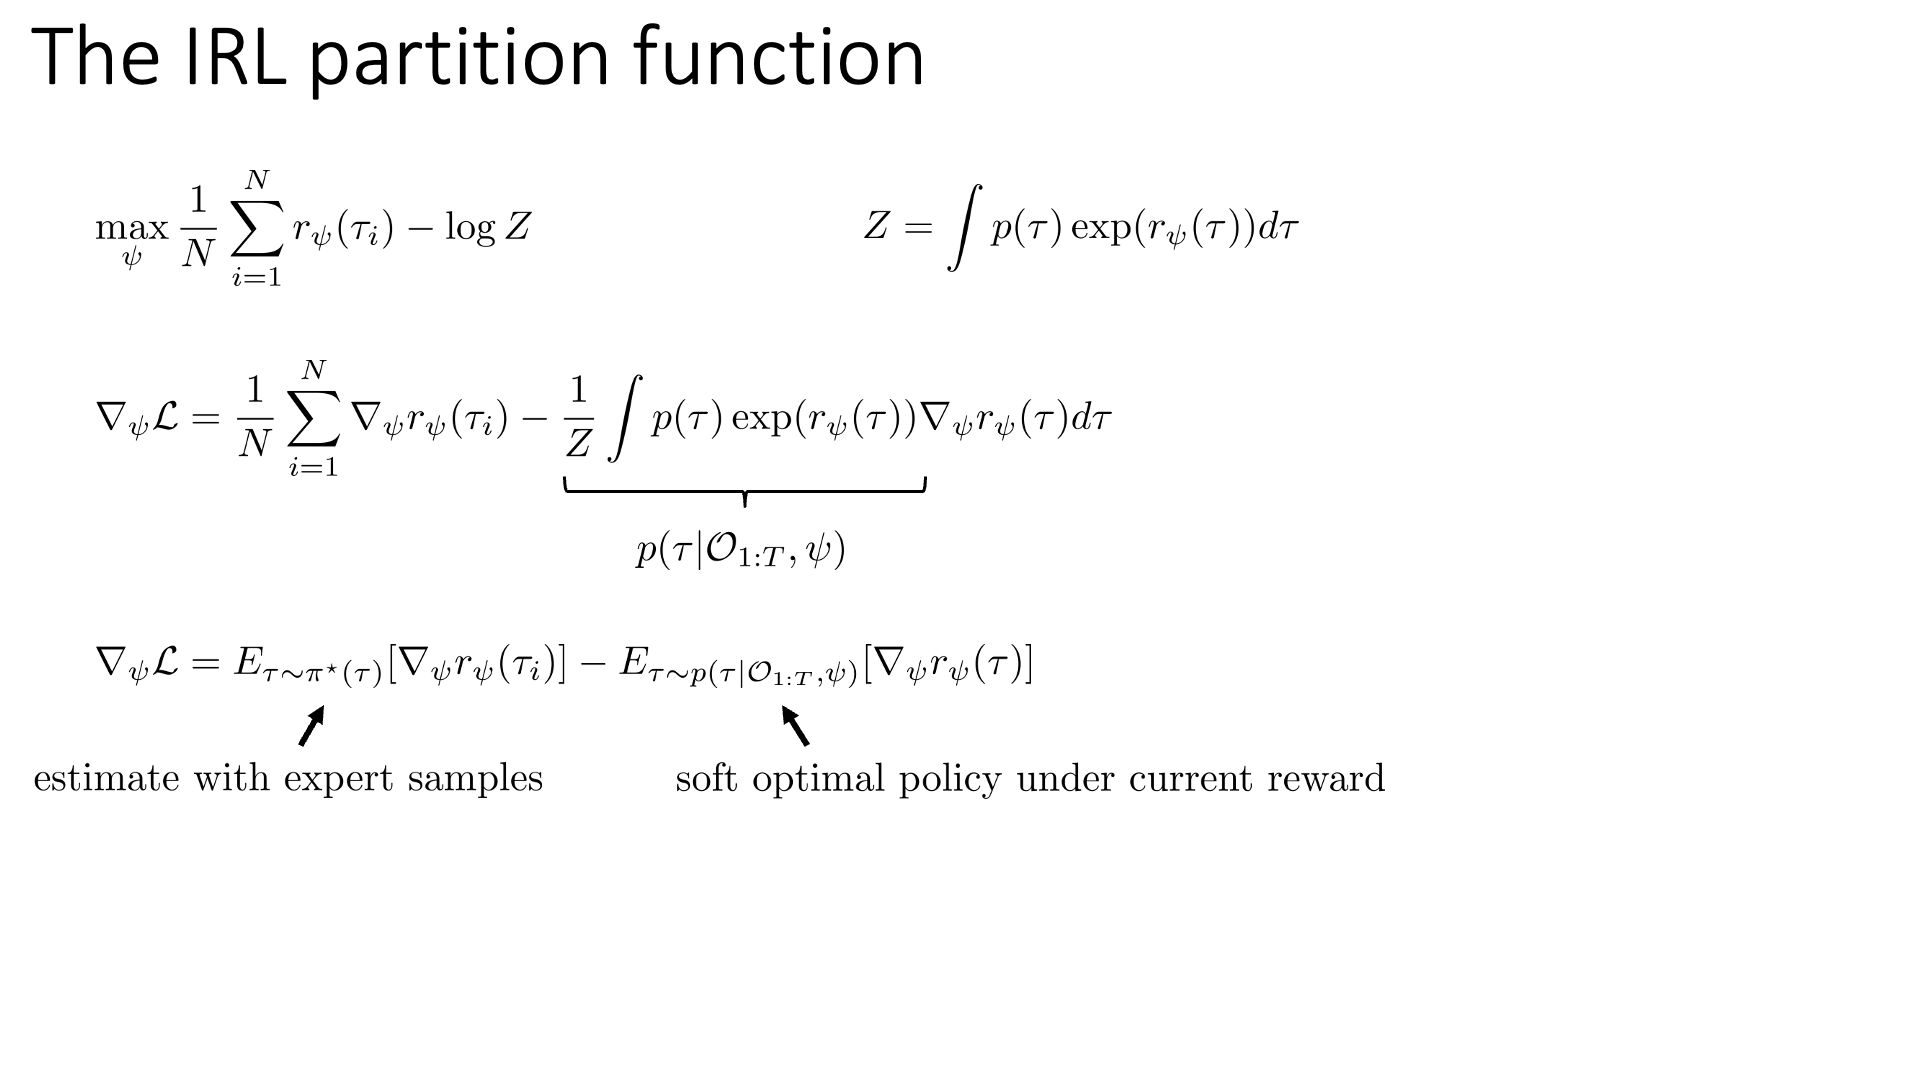 The IRL partition function
$\max_{\psi} \frac{1}{N} \sum_{i=1}^{N} r_{\psi}(\tau_i) - \log Z$
$Z = \int p(\tau) \exp(r_{\psi}(\tau)) d\tau$
$\nabla_{\psi} \mathcal{L} = \frac{1}{N} \sum_{i=1}^{N} \nabla_{\psi} r_{\psi}(\tau_i) - \frac{1}{Z} \int p(\tau) \exp(r_{\psi}(\tau)) \nabla_{\psi} r_{\psi}(\tau) d\tau$
$p(\tau | \mathcal{O}_{1:T}, \psi)$
$\nabla_{\psi} \mathcal{L} = E_{\tau \sim \pi^{\star}(\tau)} [\nabla_{\psi} r_{\psi}(\tau_i)] - E_{\tau \sim p(\tau | \mathcal{O}_{1:T}, \psi)} [\nabla_{\psi} r_{\psi}(\tau)]$
estimate with expert samples
soft optimal policy under current reward